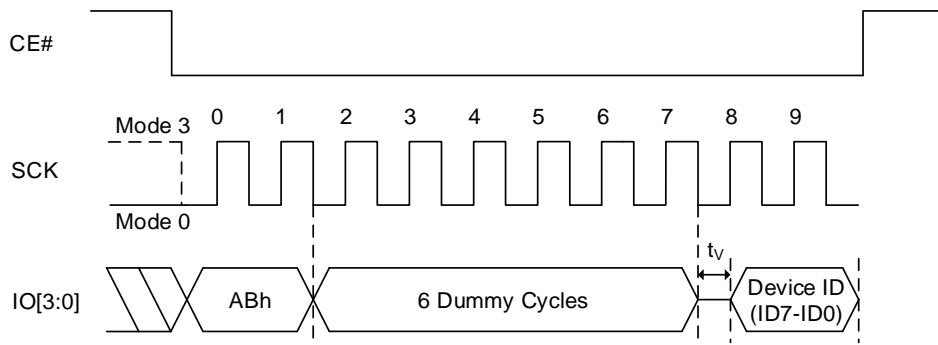 CE#
0 1 2 3 4 5 6 7 8 9
Mode 3
SCK
Mode 0
tV
IO[3:0]
ABh
6 Dummy Cycles
Device ID
(ID7-ID0)